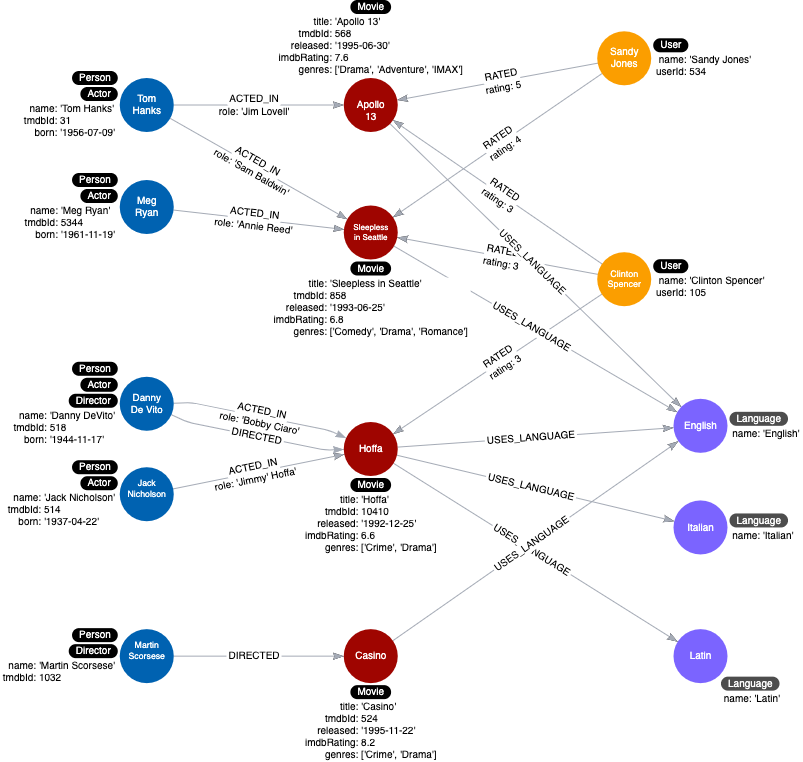 Movie
title: 'Apollo 13'
tmdbId: 568
released: '1995-06-30'
imdbRating: 7.6
genres: ['Drama', 'Adventure', 'IMAX']
Sandy
Jones
User
name: 'Sandy Jones'
userId: 534
Person
Actor
name: 'Tom Hanks'
tmdbId: 31
born: '1956-07-09'
Tom
Hanks
ACTED_IN
role: 'Jim Lovell'
Apollo
13
RATED
rating: 5
ACTED_IN
role: 'Sam Baldwin'
RATED
rating: 4
Person
Actor
name: 'Meg Ryan'
tmdbId: 5344
born: '1961-11-19'
Meg
Ryan
ACTED_IN
role: 'Annie Reed'
Sleepless
in Seattle
RATED
rating: 3
USES_LANGUAGE
RATED
rating: 3
Clinton
Spencer
User
name: 'Clinton Spencer'
userId: 105
Movie
title: 'Sleepless in Seattle'
tmdbId: 858
released: '1993-06-25'
imdbRating: 6.8
genres: ['Comedy', 'Drama', 'Romance']
USES_LANGUAGE
RATED
rating: 3
Person
Actor
Director
name: 'Danny DeVito'
tmdbId: 518
born: '1944-11-17'
Danny
De Vito
ACTED_IN
role: 'Bobby Ciaro'
DIRECTED
Hoffa
USES_LANGUAGE
English
Language
name: 'English'
Person
Actor
name: 'Jack Nicholson'
tmdbId: 514
born: '1937-04-22'
Jack
Nicholson
ACTED_IN
role: 'Jimmy' Hoffa'
Movie
title: 'Hoffa'
tmdbId: 10410
released: '1992-12-25'
imdbRating: 6.6
genres: ['Crime', 'Drama']
USES_LANGUAGE
Italian
Language
name: 'Italian'
USES_LANGUAGE
USES_LANGUAGE
Person
Director
name: 'Martin Scorsese'
tmdbId: 1032
Martin
Scorsese
DIRECTED
Casino
Movie
title: 'Casino'
tmdbId: 524
released: '1995-11-22'
imdbRating: 8.2
genres: ['Crime', 'Drama']
Latin
Language
name: 'Latin'